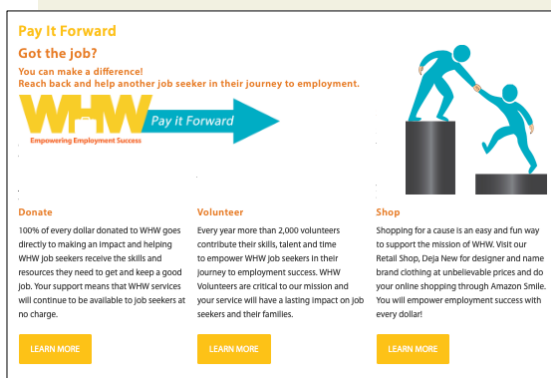 Pay It Forward
Got the job?
You can make a difference!
Reach back and help another job seeker in their journey to employment.
WHW
Pay it Forward
Empowering Employment Success
Donate
100% of every dollar donated to WHW goes
directly to making an impact and helping
WHW job seekers receive the skills and
resources they need to get and keep a good
job. Your support means that WHW services
will continue to be available to job seekers at
no charge.
LEARN MORE
Volunteer
Every year more than 2,000 volunteers
contribute their skills, talent and time
to empower WHW job seekers in their
journey to employment success. WHW
Volunteers are critical to our mission and
your service will have a lasting impact on job
seekers and their families.
LEARN MORE
Shop
Shopping for a cause is an easy and fun way
to support the mission of WHW. Visit our
Retail Shop, Deja New for designer and name
brand clothing at unbelievable prices and do
your online shopping through Amazon Smile.
You will empower employment success with
every dollar!
LEARN MORE